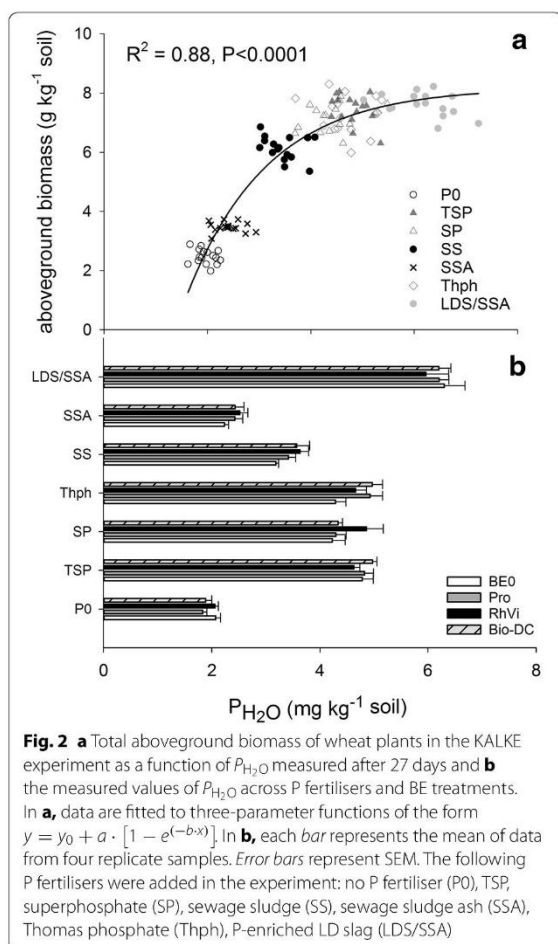 a
R² = 0.88, P<0.0001
aboveground biomass (g kg⁻¹ soil)
10
8
6
4
2
0
0 2 4 6 8
P0
TSP
SP
SS
SSA
Thph
LDS/SSA
b
LDS/SSA
SSA
SS
Thph
SP
TSP
P0
BE0
Pro
RhVi
Bio-DC
0 2 4 6 8
P_H₂O (mg kg⁻¹ soil)
Fig. 2 a Total aboveground biomass of wheat plants in the KALKE
experiment as a function of P_H₂O measured after 27 days and b
the measured values of P_H₂O across P fertilisers and BE treatments.
In a, data are fitted to three-parameter functions of the form
y = y₀ + a · [1 − e^(−b·x)]. In b, each bar represents the mean of data
from four replicate samples. Error bars represent SEM. The following
P fertilisers were added in the experiment: no P fertiliser (P0), TSP,
superphosphate (SP), sewage sludge (SS), sewage sludge ash (SSA),
Thomas phosphate (Thph), P-enriched LD slag (LDS/SSA)